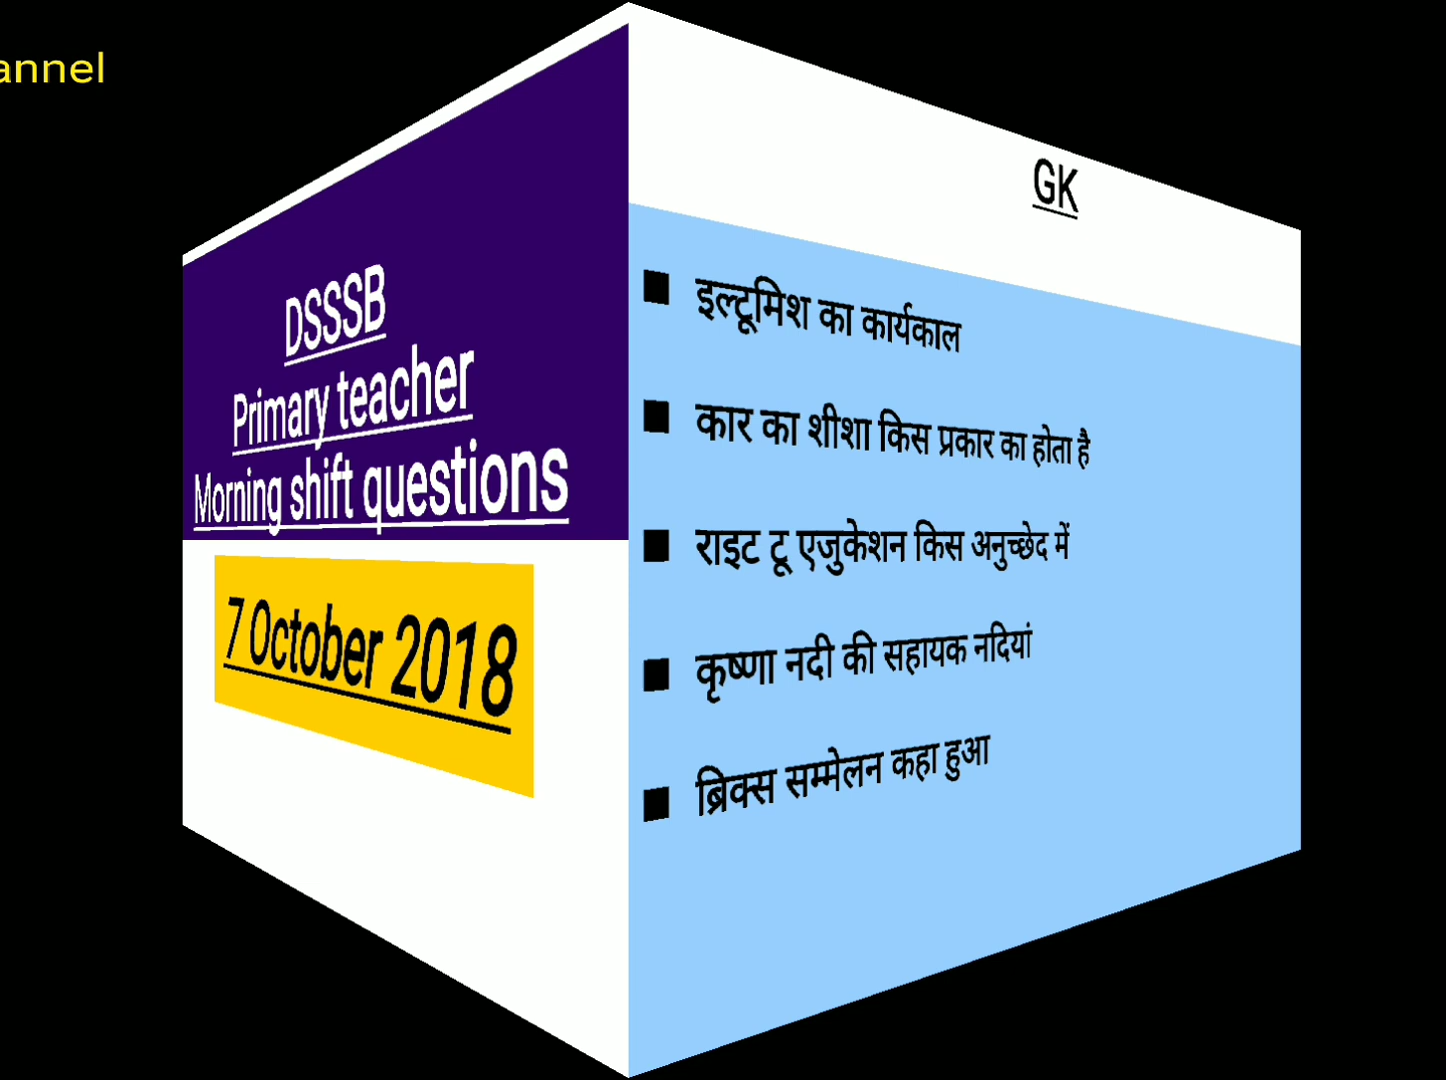 annel
DSSSB
Primary teacher
Morning shift questions
7 October 2018
GK
इल्टूमिश का कार्यकाल
कार का शीशा किस प्रकार का होता है
राइट टू एजुकेशन किस अनुच्छेद में
कृष्णा नदी की सहायक नदियां
ब्रिक्स सम्मेलन कहा हुआ